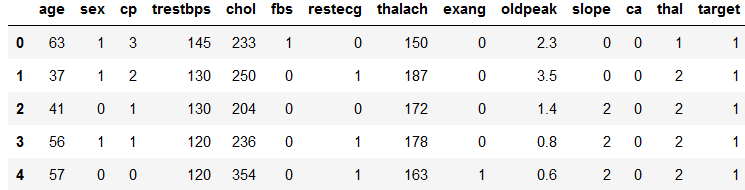 age sex cp trestbps chol fbs restecg thalach exang oldpeak slope ca thal target
0 63 1 3 145 233 1 0 150 0 2.3 0 0 1 1
1 37 1 2 130 250 0 1 187 0 3.5 0 0 2 1
2 41 0 1 130 204 0 0 172 0 1.4 2 0 2 1
3 56 1 1 120 236 0 1 178 0 0.8 2 0 2 1
4 57 0 0 120 354 0 1 163 1 0.6 2 0 2 1